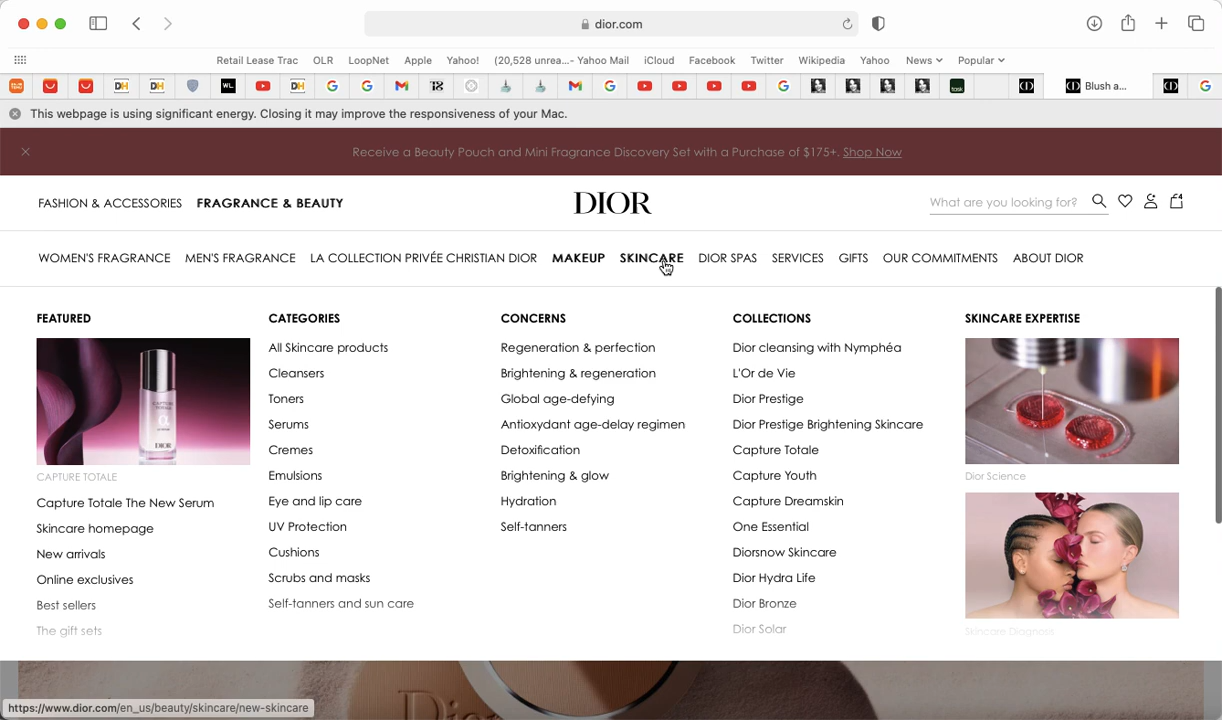 dior.com
Retail Lease Trac OLR LoopNet Apple Yahoo! (20,528 unrea...- Yahoo Mail iCloud Facebook Twitter Wikipedia Yahoo News Popular
Blush a...
This webpage is using significant energy. Closing it may improve the responsiveness of your Mac.
Receive a Beauty Pouch and Mini Fragrance Discovery Set with a Purchase of $175+. Shop Now
FASHION & ACCESSORIES FRAGRANCE & BEAUTY DIOR What are you looking for? 4
WOMEN'S FRAGRANCE MEN'S FRAGRANCE LA COLLECTION PRIVÉE CHRISTIAN DIOR MAKEUP SKINCARE DIOR SPAS SERVICES GIFTS OUR COMMITMENTS ABOUT DIOR
FEATURED
CAPTURE TOTALE
Capture Totale The New Serum
Skincare homepage
New arrivals
Online exclusives
Best sellers
The gift sets
CATEGORIES
All Skincare products
Cleansers
Toners
Serums
Cremes
Emulsions
Eye and lip care
UV Protection
Cushions
Scrubs and masks
Self-tanners and sun care
CONCERNS
Regeneration & perfection
Brightening & regeneration
Global age-defying
Antioxydant age-delay regimen
Detoxification
Brightening & glow
Hydration
Self-tanners
COLLECTIONS
Dior cleansing with Nymphéa
L'Or de Vie
Dior Prestige
Dior Prestige Brightening Skincare
Capture Totale
Capture Youth
Capture Dreamskin
One Essential
Diorsnow Skincare
Dior Hydra Life
Dior Bronze
Dior Solar
SKINCARE EXPERTISE
Dior Science
Skincare Diagnosis
Dior
https://www.dior.com/en_us/beauty/skincare/new-skincare